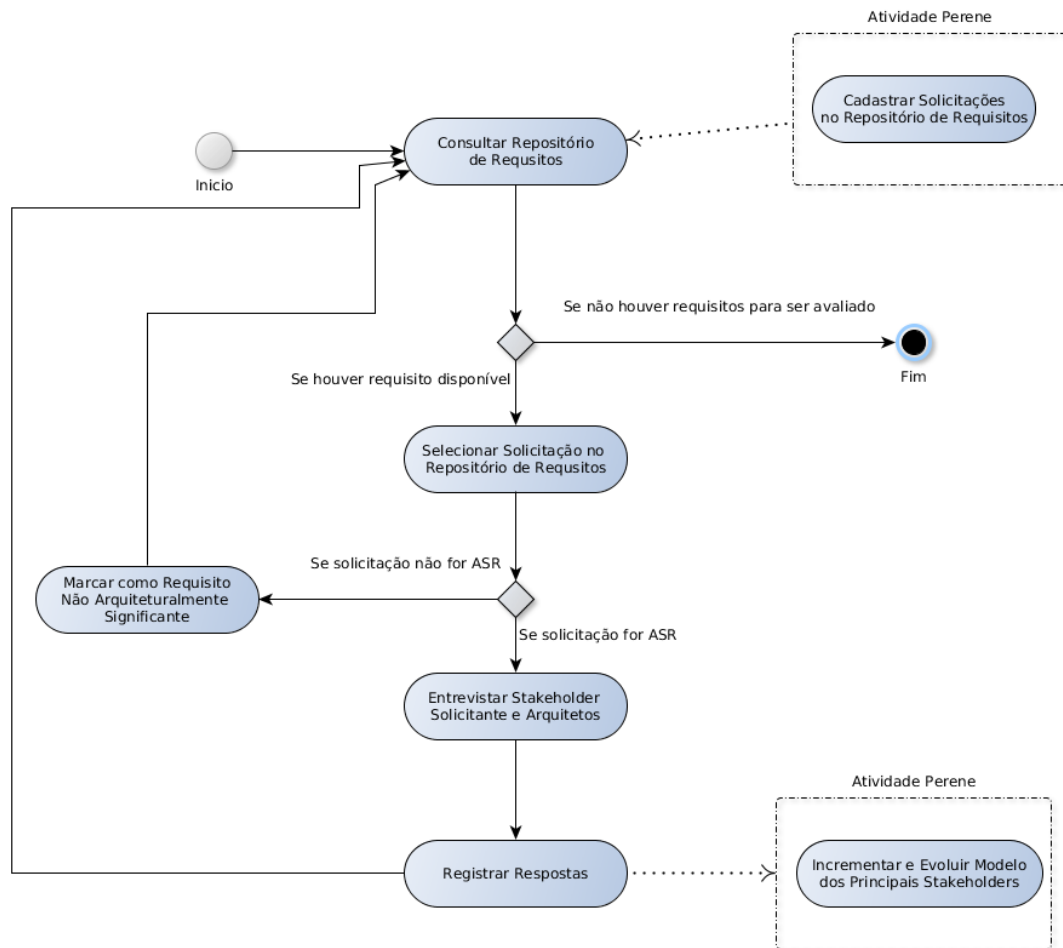 Atividade Perene
Cadastrar Solicitações
no Repositório de Requisitos
Consultar Repositório
de Requsitos
Inicio
Se não houver requisitos para ser avaliado
Fim
Se houver requisito disponível
Selecionar Solicitação no
Repositório de Requsitos
Se solicitação não for ASR
Marcar como Requisito
Não Arquiteturalmente
Significante
Se solicitação for ASR
Entrevistar Stakeholder
Solicitante e Arquitetos
Atividade Perene
Registrar Respostas
Incrementar e Evoluir Modelo
dos Principais Stakeholders